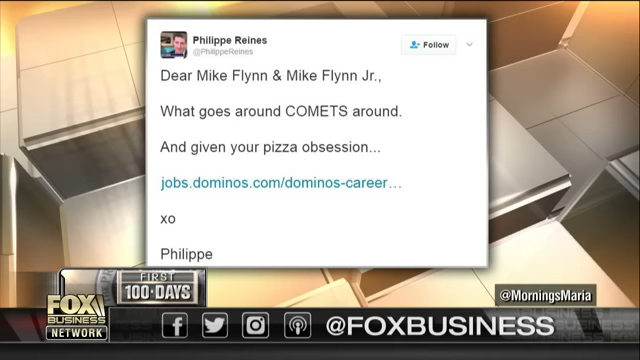 Philippe Reines
@PhilippeReines
Follow
Dear Mike Flynn & Mike Flynn Jr.,
What goes around COMETS around.
And given your pizza obsession...
jobs.dominos.com/dominos-career...
xo
Philippe
FIRST
100·DAYS
@MorningsMaria
FOX
BUSINESS
NETWORK
@FOXBUSINESS